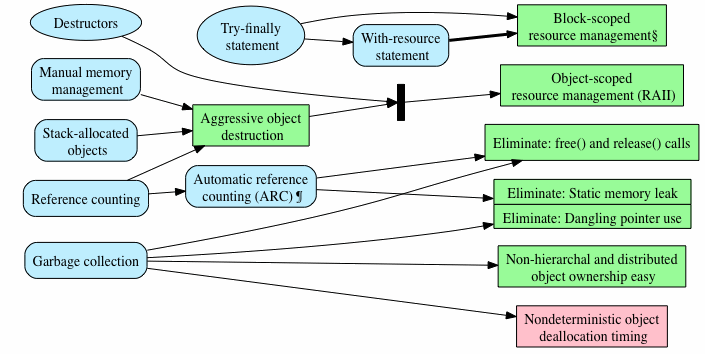 Destructors
Try-finally
statement
With-resource
statement
Block-scoped
resource management§
Manual memory
management
Object-scoped
resource management (RAII)
Aggressive object
destruction
Stack-allocated
objects
Eliminate: free() and release() calls
Reference counting
Automatic reference
counting (ARC) ¶
Eliminate: Static memory leak
Eliminate: Dangling pointer use
Garbage collection
Non-hierarchal and distributed
object ownership easy
Nondeterministic object
deallocation timing